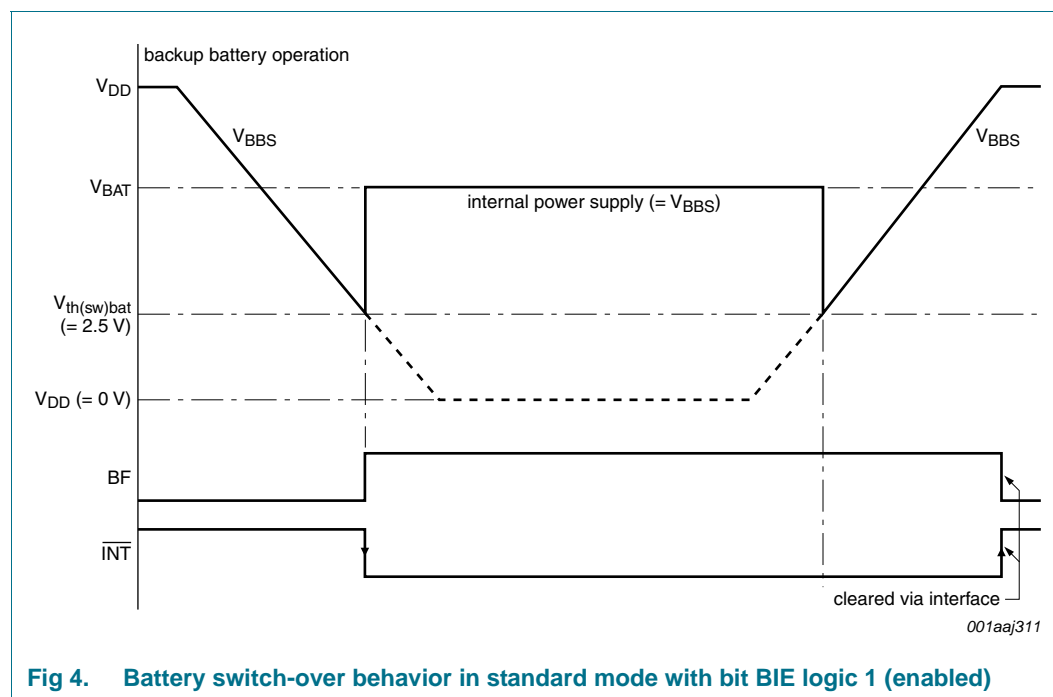 backup battery operation
VDD
VBBS
VBBS
VBAT
internal power supply (= VBBS)
Vth(sw)bat
(= 2.5 V)
VDD (= 0 V)
BF
INT
cleared via interface
001aaj311
Fig 4. Battery switch-over behavior in standard mode with bit BIE logic 1 (enabled)